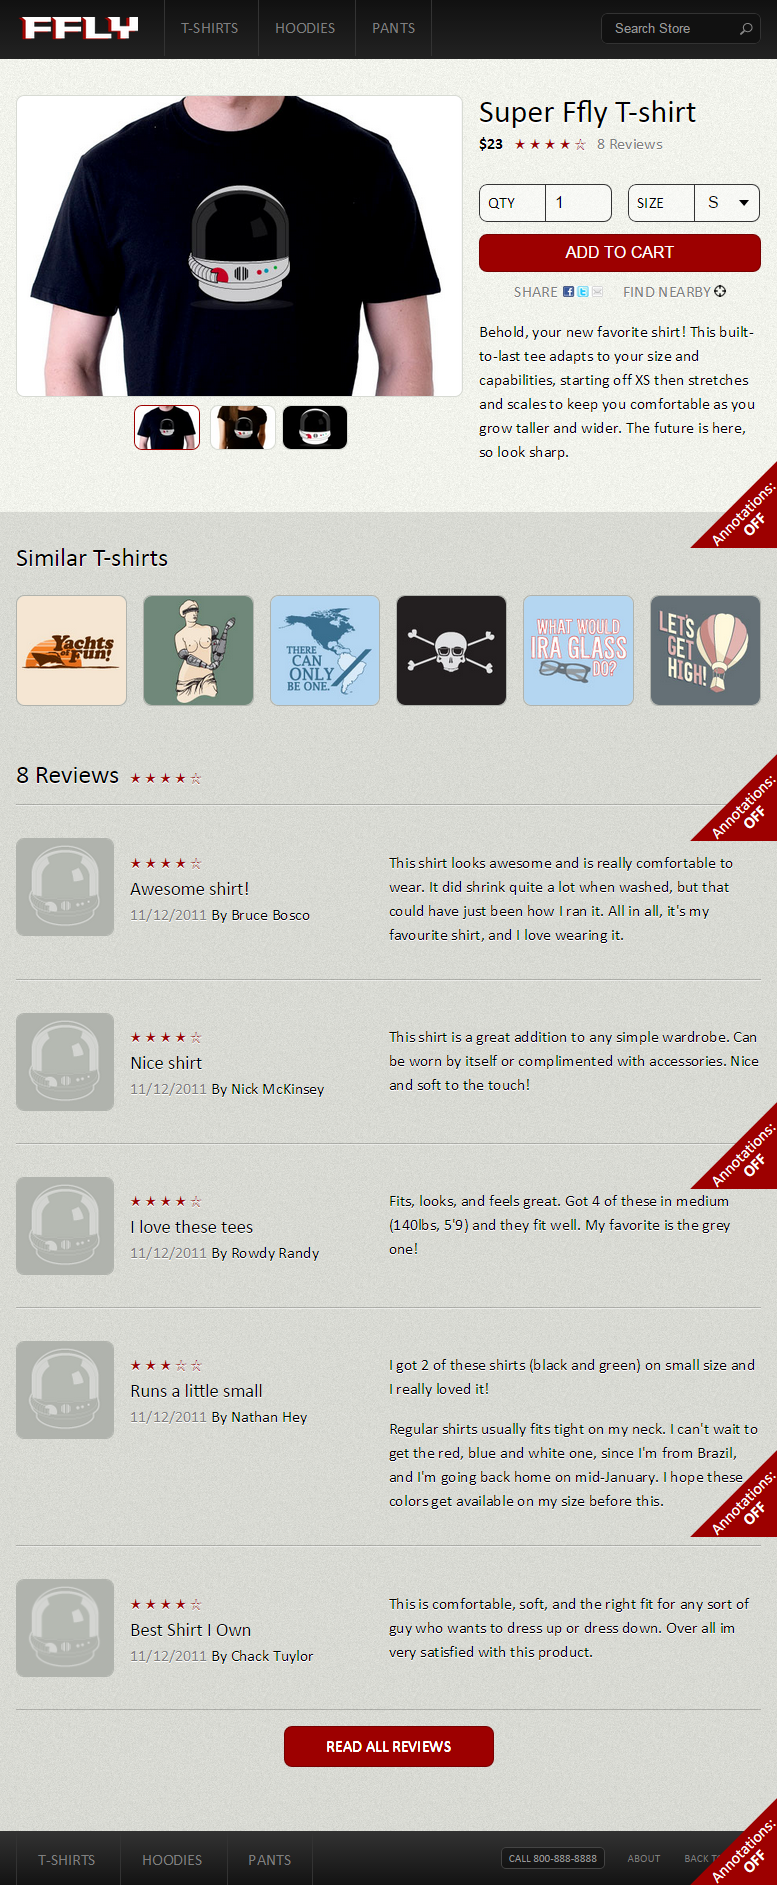 FFLY
T-SHIRTS
HOODIES
PANTS
Search Store
Super Ffly T-shirt
$23 ★★★★☆ 8 Reviews
QTY 1
SIZE S
ADD TO CART
SHARE
FIND NEARBY
Behold, your new favorite shirt! This built-
to-last tee adapts to your size and
capabilities, starting off XS then stretches
and scales to keep you comfortable as you
grow taller and wider. The future is here,
so look sharp.
Annotations:
OFF
Similar T-shirts
Yachts
of Fun!
THERE
CAN
ONLY
BE ONE.
WHAT WOULD
IRA GLASS
DO?
LET'S
GET
HIGH!
8 Reviews ★★★★☆
Annotations:
OFF
★★★★☆
Awesome shirt!
11/12/2011 By Bruce Bosco
This shirt looks awesome and is really comfortable to
wear. It did shrink quite a lot when washed, but that
could have just been how I ran it. All in all, it's my
favourite shirt, and I love wearing it.
★★★★☆
Nice shirt
11/12/2011 By Nick McKinsey
This shirt is a great addition to any simple wardrobe. Can
be worn by itself or complimented with accessories. Nice
and soft to the touch!
Annotations:
OFF
★★★★☆
I love these tees
11/12/2011 By Rowdy Randy
Fits, looks, and feels great. Got 4 of these in medium
(140lbs, 5'9) and they fit well. My favorite is the grey
one!
★★★☆☆
Runs a little small
11/12/2011 By Nathan Hey
I got 2 of these shirts (black and green) on small size and
I really loved it!
Regular shirts usually fits tight on my neck. I can't wait to
get the red, blue and white one, since I'm from Brazil,
and I'm going back home on mid-January. I hope these
colors get available on my size before this.
Annotations:
OFF
★★★★☆
Best Shirt I Own
11/12/2011 By Chack Tuylor
This is comfortable, soft, and the right fit for any sort of
guy who wants to dress up or dress down. Over all im
very satisfied with this product.
READ ALL REVIEWS
T-SHIRTS
HOODIES
PANTS
CALL 800-888-8888
ABOUT
BACK
Annotations:
OFF